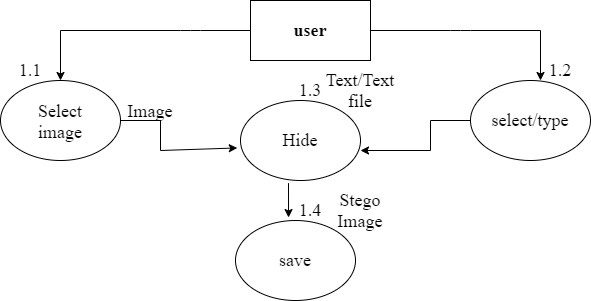 user
1.1
1.2
Select
image
Image
1.3
Text/Text
file
Hide
select/type
1.4
Stego
Image
save